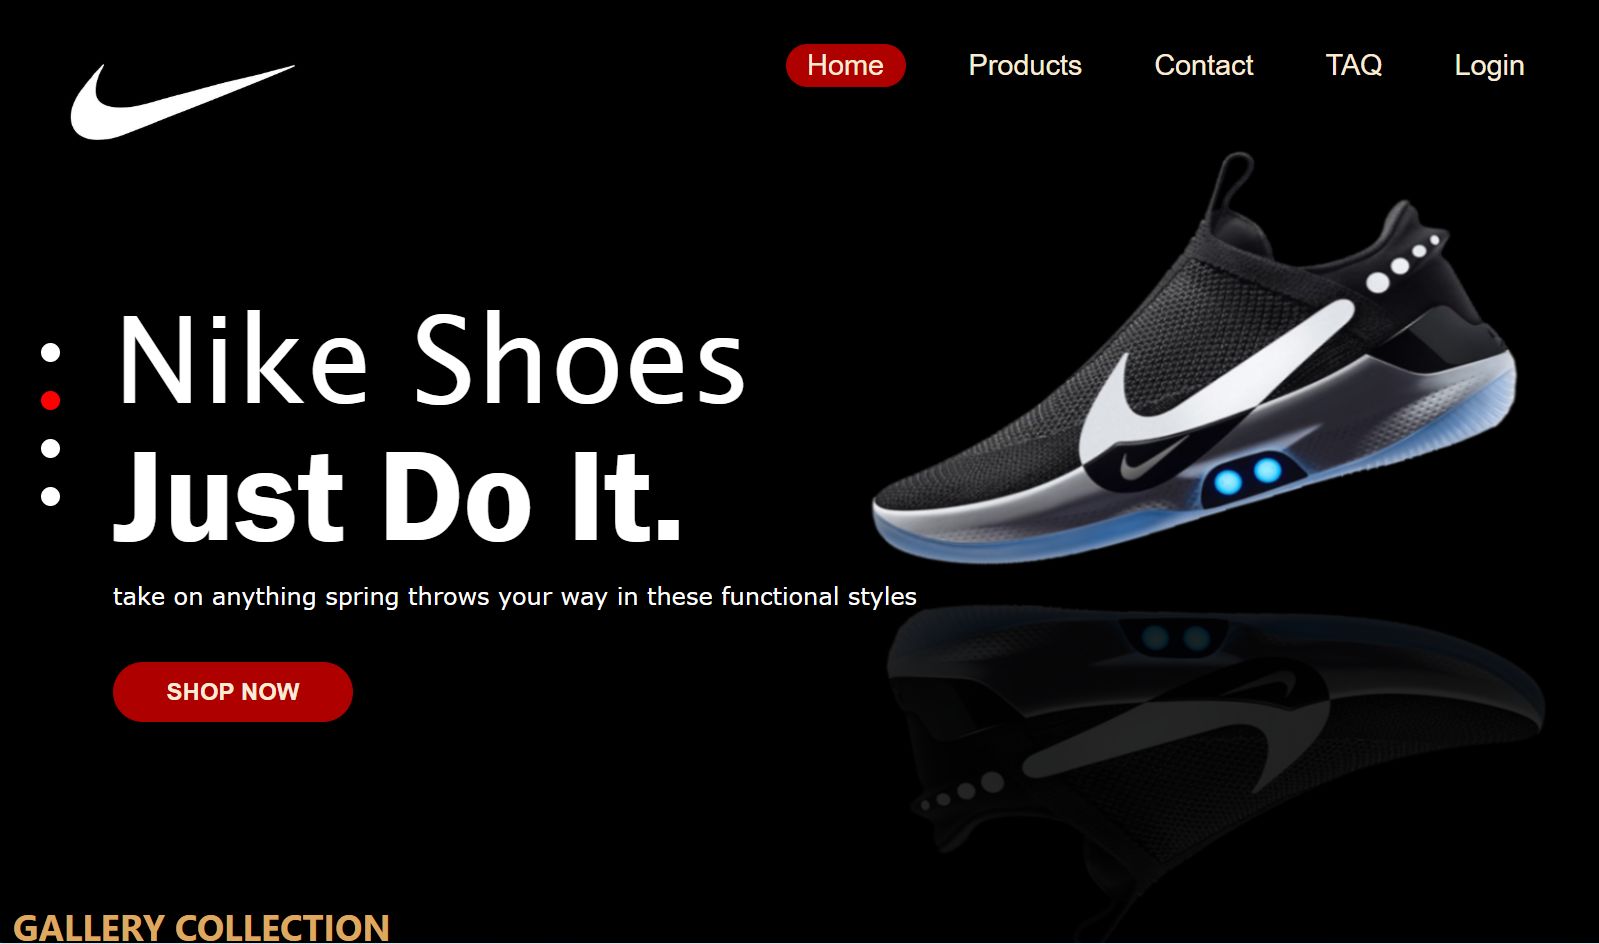 Home Products Contact TAQ Login
Nike Shoes
Just Do It.
take on anything spring throws your way in these functional styles
SHOP NOW
GALLERY COLLECTION